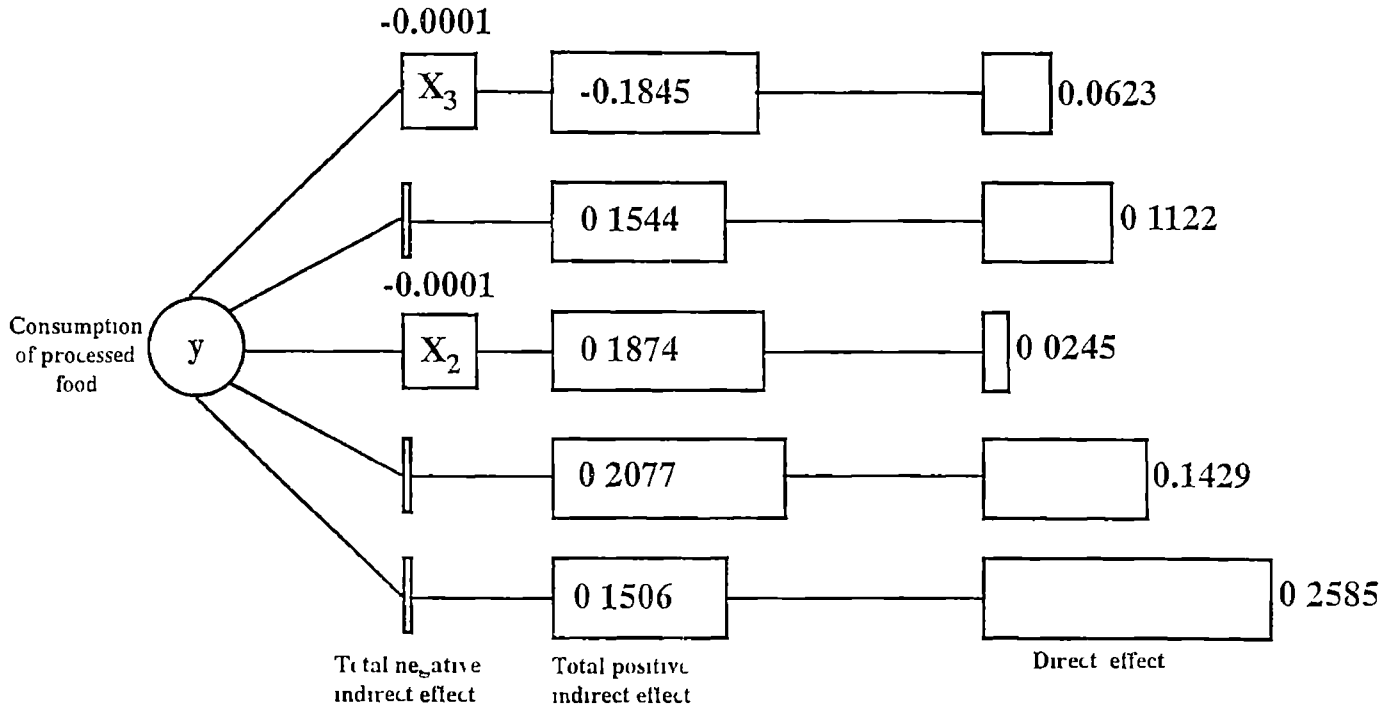 -0.0001
X3 -0.1845 0.0623
0 1544 0 1122
-0.0001
Consumption
of processed
food
y X2 0 1874 0 0245
0 2077 0.1429
0 1506 0 2585
Total negative
indirect effect
Total positive
indirect effect
Direct effect